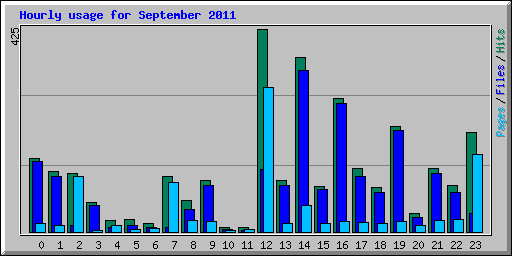 Hourly usage for September 2011
425
Pages / Files / Hits
0 1 2 3 4 5 6 7 8 9 10 11 12 13 14 15 16 17 18 19 20 21 22 23